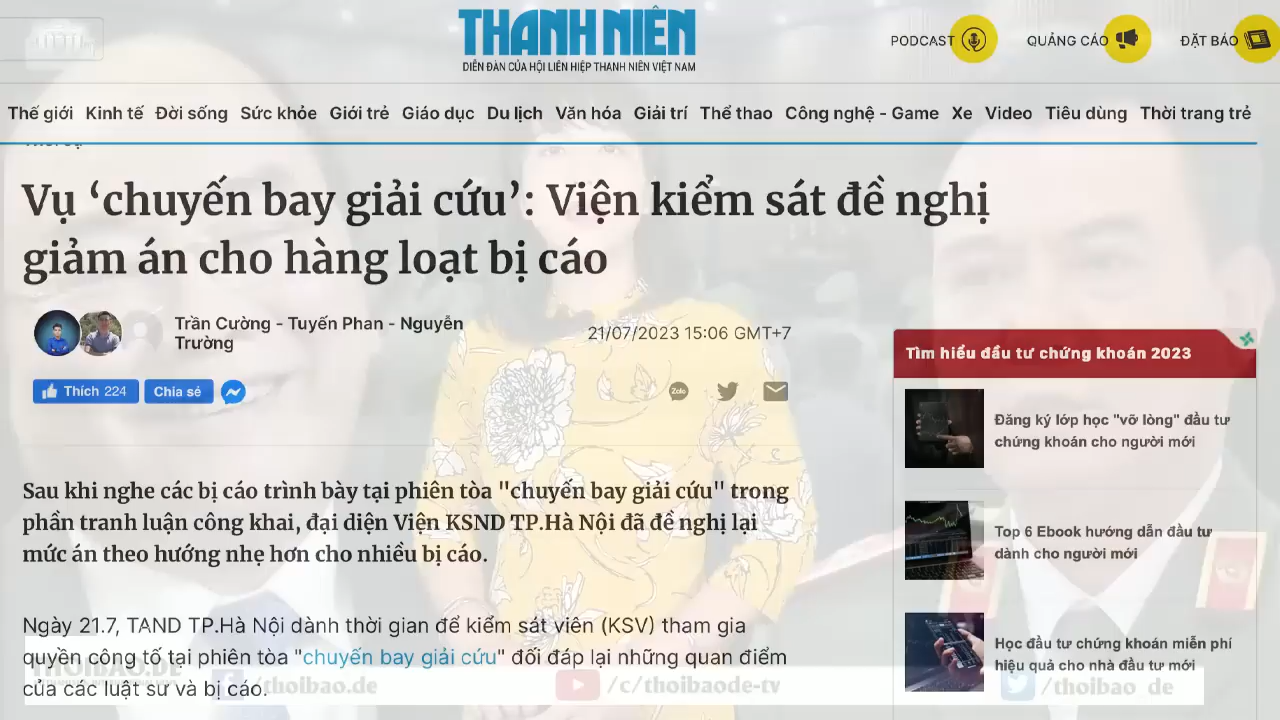 THANH NIÊN
DIỄN ĐÀN CỦA HỘI LIÊN HIỆP THANH NIÊN VIỆT NAM
PODCAST
QUẢNG CÁO
ĐẶT BÁO
Thế giới Kinh tế Đời sống Sức khỏe Giới trẻ Giáo dục Du lịch Văn hóa Giải trí Thể thao Công nghệ - Game Xe Video Tiêu dùng Thời trang trẻ
Vụ ‘chuyến bay giải cứu’: Viện kiểm sát đề nghị
giảm án cho hàng loạt bị cáo
Trần Cường - Tuyến Phan - Nguyễn
Trường
21/07/2023 15:06 GMT+7
Thích 224
Chia sẻ
Zalo
Sau khi nghe các bị cáo trình bày tại phiên tòa "chuyến bay giải cứu" trong
phần tranh luận công khai, đại diện Viện KSND TP.Hà Nội đã đề nghị lại
mức án theo hướng nhẹ hơn cho nhiều bị cáo.
Ngày 21.7, TAND TP.Hà Nội dành thời gian để kiểm sát viên (KSV) tham gia
quyền công tố tại phiên tòa "chuyến bay giải cứu" đối đáp lại những quan điểm
của các luật sư và bị cáo.
Tìm hiểu đầu tư chứng khoán 2023
Đăng ký lớp học "vỡ lòng" đầu tư
chứng khoán cho người mới
Top 6 Ebook hướng dẫn đầu tư
dành cho người mới
Học đầu tư chứng khoán miễn phí
hiệu quả cho nhà đầu tư mới
THOIBAO.DE
/thoibao.de
/c/thoibaode-tv
/thoibao_de